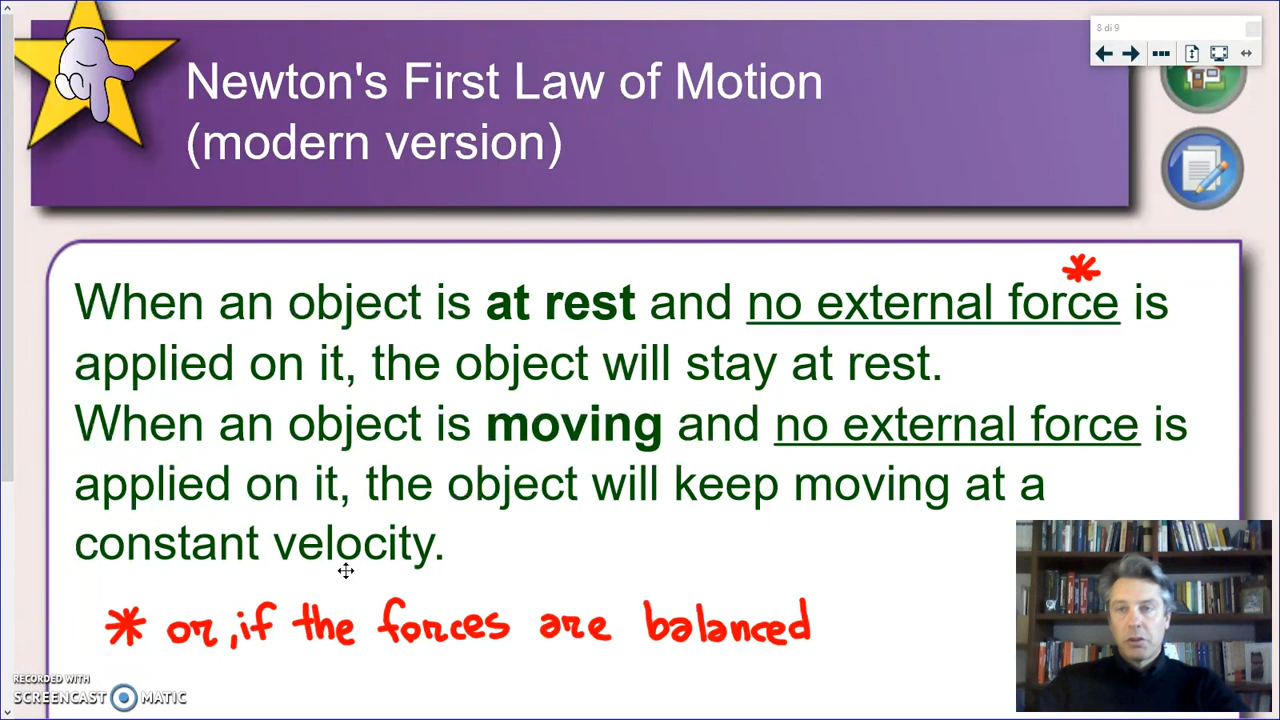 8 di 9
Newton's First Law of Motion
(modern version)
*
When an object is at rest and no external force is
applied on it, the object will stay at rest.
When an object is moving and no external force is
applied on it, the object will keep moving at a
constant velocity.
* or, if the forces are balanced
RECORDED WITH
SCREENCAST MATIC